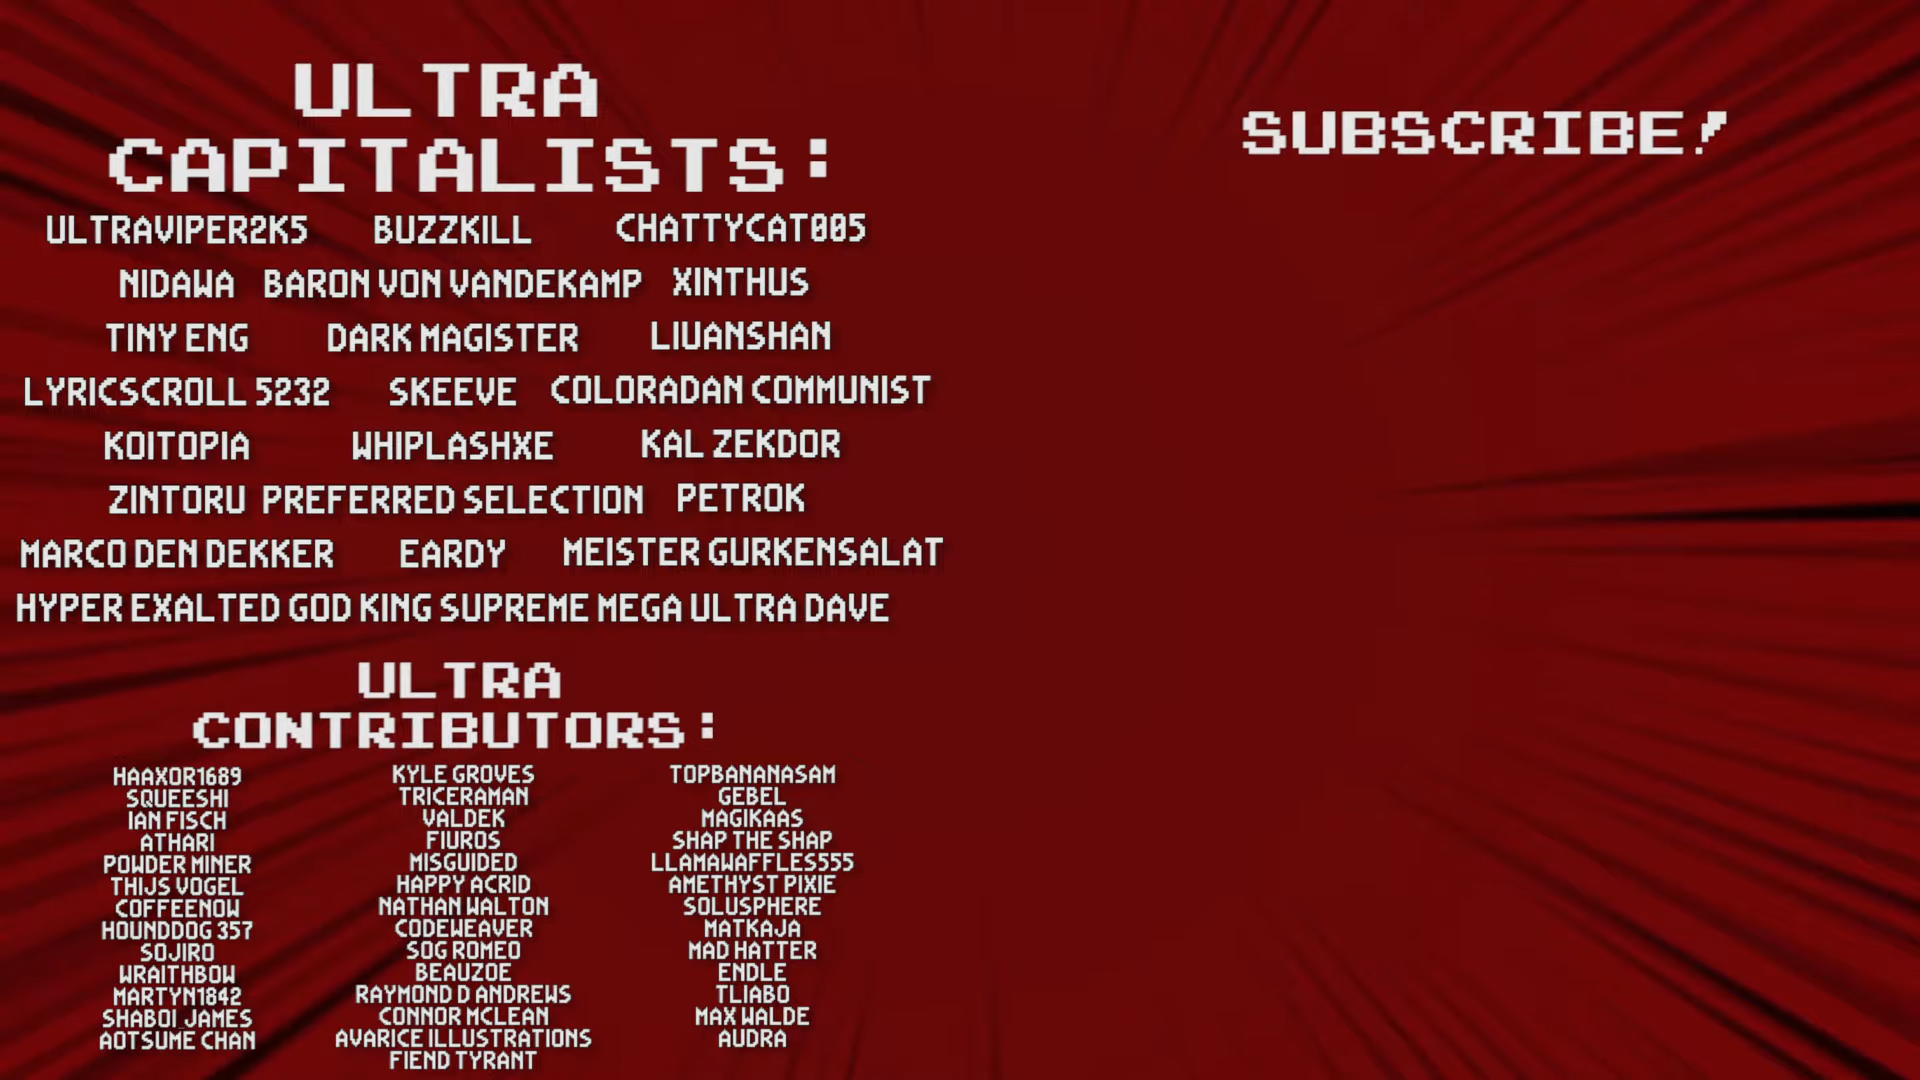 ULTRA
CAPITALISTS:
SUBSCRIBE!
ULTRAVIPER2K5 BUZZKILL CHATTYCAT005
NIDAWA BARON VON VANDEKAMP XINTHUS
TINY ENG DARK MAGISTER LIUANSHAN
LYRICSCROLL 5232 SKEEVE COLORADAN COMMUNIST
KOITOPIA WHIPLASHXE KAL ZEKDOR
ZINTORU PREFERRED SELECTION PETROK
MARCO DEN DEKKER EARDY MEISTER GURKENSALAT
HYPER EXALTED GOD KING SUPREME MEGA ULTRA DAVE
ULTRA
CONTRIBUTORS:
HAAXOR1689 KYLE GROVES TOPBANANASAM
SQUEESHI TRICERAMAN GEBEL
IAN FISCH VALDEK MAGIKAAS
ATHARI FIUROS SHAP THE SHAP
POWDER MINER MISGUIDED LLAMAWAFFLES555
THIJS VOGEL HAPPY ACRID AMETHYST PIXIE
COFFEENOW NATHAN WALTON SOLUSPHERE
HOUNDDOG 357 CODEWEAVER MATKAJA
SOJIRO SOG ROMEO MAD HATTER
WRAITHBOW BEAUZOE ENDLE
MARTYN1842 RAYMOND D ANDREWS TLIABO
SHABOI_JAMES CONNOR MCLEAN MAX WALDE
AOTSUME CHAN AVARICE ILLUSTRATIONS AUDRA
FIEND TYRANT